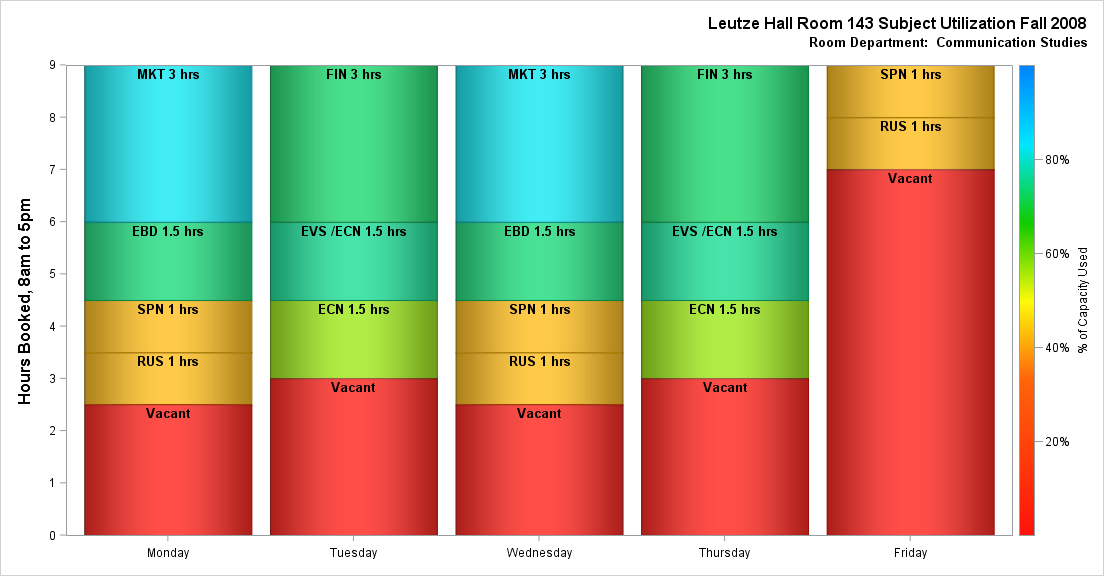 Leutze Hall Room 143 Subject Utilization Fall 2008
Room Department:  Communication Studies
Hours Booked, 8am to 5pm
9
8
7
6
5
4
3
2
1
0
MKT 3 hrs
EBD 1.5 hrs
SPN 1 hrs
RUS 1 hrs
Vacant
FIN 3 hrs
EVS /ECN 1.5 hrs
ECN 1.5 hrs
Vacant
MKT 3 hrs
EBD 1.5 hrs
SPN 1 hrs
RUS 1 hrs
Vacant
FIN 3 hrs
EVS /ECN 1.5 hrs
ECN 1.5 hrs
Vacant
SPN 1 hrs
RUS 1 hrs
Vacant
Monday
Tuesday
Wednesday
Thursday
Friday
80%
60%
40%
20%
% of Capacity Used